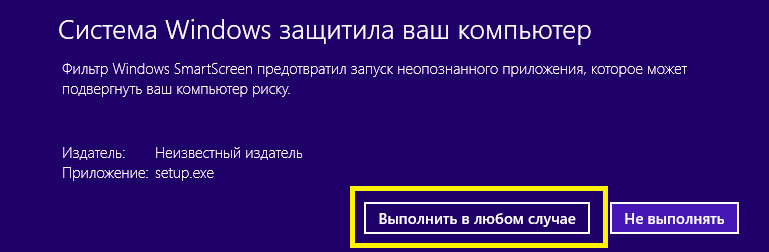 Система Windows защитила ваш компьютер
Фильтр Windows SmartScreen предотвратил запуск неопознанного приложения, которое может
подвергнуть ваш компьютер риску.
Издатель: Неизвестный издатель
Приложение: setup.exe
Выполнить в любом случае Не выполнять